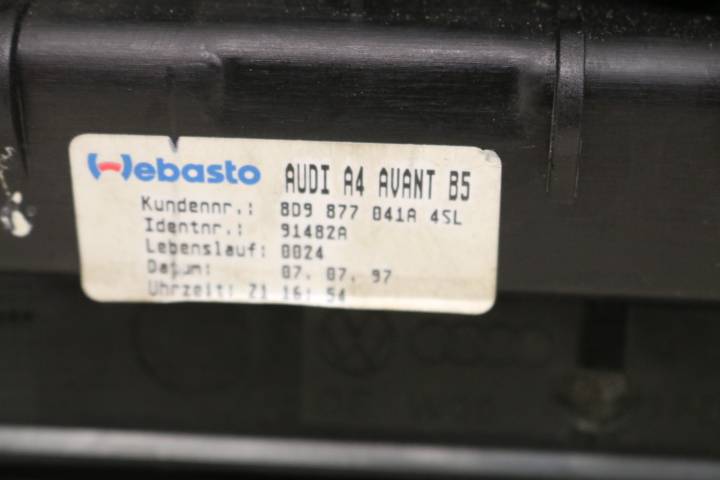 Webasto AUDI A4 AVANT B5
Kundennr.: 8D9 877 041A 4SL
Identnr.: 91482A
Lebenslauf: 0024
Datum: 07. 07. 97
Uhrzeit: 21 16: 54